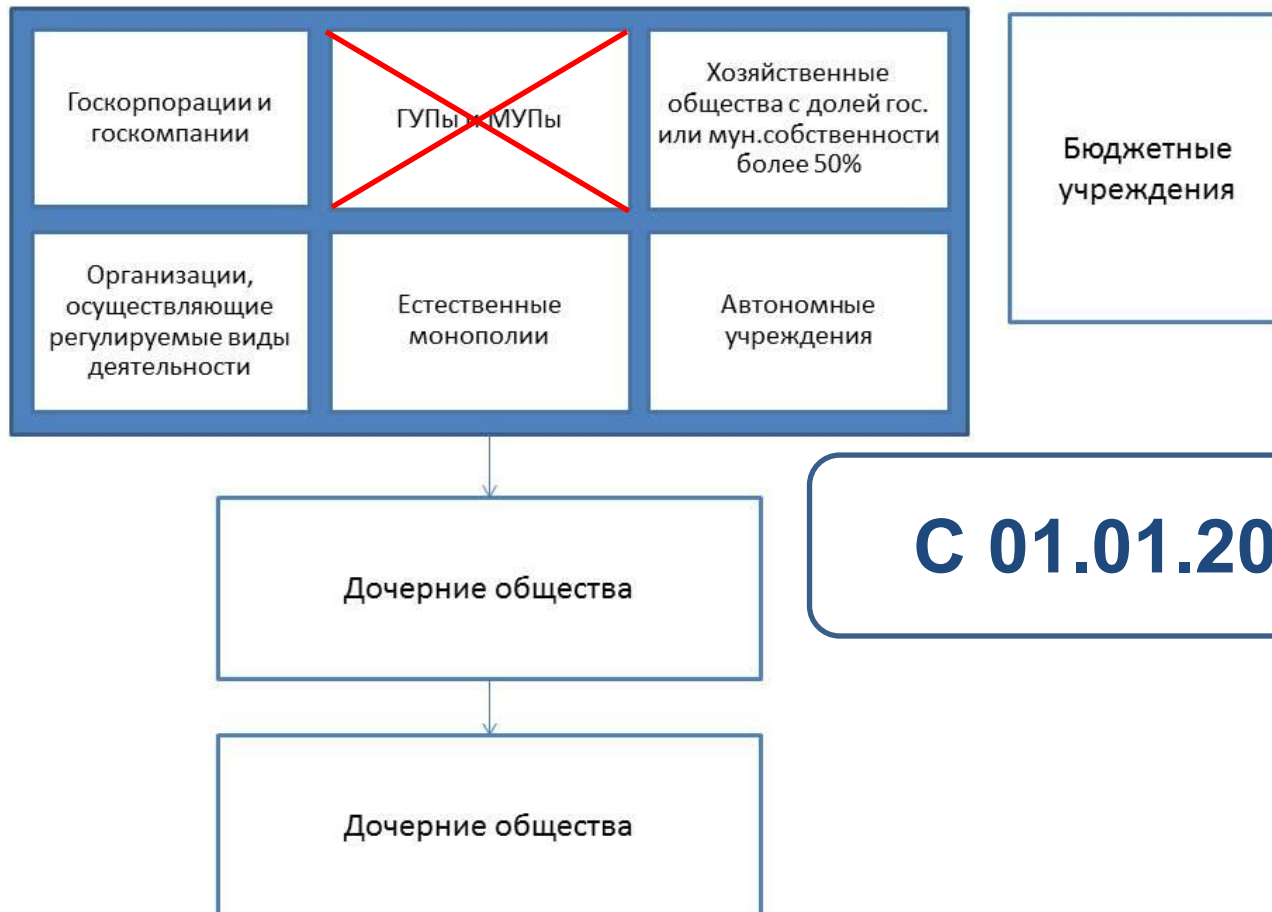 Госкорпорации и
госкомпании
ГУПы и МУПы
Хозяйственные
общества с долей гос.
или мун.собственности
более 50%
Бюджетные
учреждения
Организации,
осуществляющие
регулируемые виды
деятельности
Естественные
монополии
Автономные
учреждения
С 01.01.20
Дочерние общества
Дочерние общества